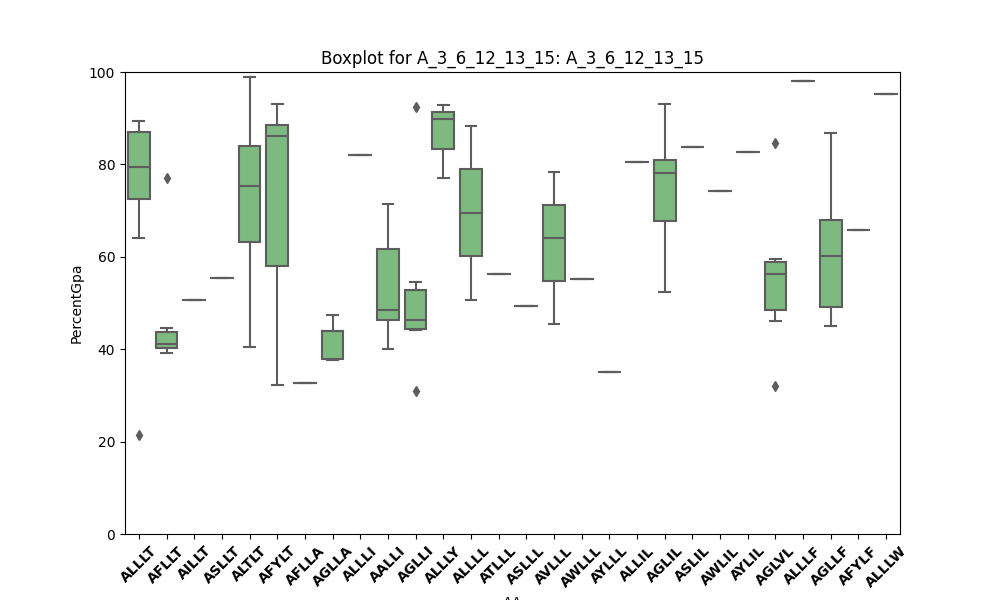 Boxplot for A_3_6_12_13_15: A_3_6_12_13_15
PercentGpa
100
80
60
40
20
0
ALLLT
AFLLT
AILLT
ASLLT
ALTLT
AFYLT
AFLLA
AGLLA
ALLLI
AALLI
AGLLI
ALLLY
ALLLL
ATLLL
ASLLL
AVLLL
AWLLL
AYLLL
ALLIL
AGLIL
ASLIL
AWLIL
AYLIL
AGLVL
ALLLF
AGLLF
AFYLF
ALLLW
AA